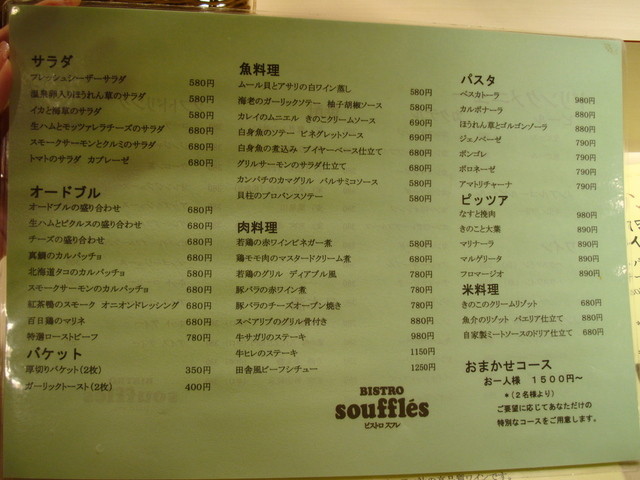 サラダ
フレッシュシーザーサラダ 580円
温泉卵入りほうれん草のサラダ 580円
イカと海草のサラダ 580円
生ハムとモッツァレラチーズのサラダ 680円
スモークサーモンとクルミのサラダ 680円
トマトのサラダ カプレーゼ 680円
オードブル
オードブルの盛り合わせ 680円
生ハムとピクルスの盛り合わせ 680円
チーズの盛り合わせ 680円
真鯛のカルパッチョ 680円
北海道タコのカルパッチョ 580円
スモークサーモンのカルパッチョ 680円
紅茶鴨のスモーク オニオンドレッシング 680円
百日鶏のマリネ 680円
特選ローストビーフ 780円
バケット
厚切りバケット(2枚) 350円
ガーリックトースト(2枚) 400円
魚料理
ムール貝とアサリの白ワイン蒸し 580円
海老のガーリックソテー 柚子胡椒ソース 580円
カレイのムニエル きのこクリームソース 690円
白身魚のソテー ビネグレットソース 690円
白身魚の煮込み ブイヤーベース仕立て 680円
グリルサーモンのサラダ仕立て 680円
カンパチのカマグリル バルサミコソース 580円
貝柱のプロバンスソテー 580円
肉料理
若鶏の赤ワインビネガー煮 580円
鶏モモ肉のマスタードクリーム煮 680円
若鶏のグリル ディアブル風 780円
豚バラの赤ワイン煮 780円
豚バラのチーズオーブン焼き 780円
スペアリブのグリル骨付き 880円
牛サガリのステーキ 980円
牛ヒレのステーキ 1150円
田舎風ビーフシチュー 1250円
BISTRO
soufflés
ビストロ スフレ
パスタ
ペスカトーラ 980円
カルボナーラ 880円
ほうれん草とゴルゴンゾーラ 880円
ジェノベーゼ 790円
ボンゴレ 790円
ボロネーゼ 790円
アマトリチャーナ 790円
ピッツア
なすと挽肉 980円
きのこと大葉 890円
マリナーラ 890円
マルゲリータ 890円
フロマージオ 890円
米料理
きのこのクリームリゾット 680円
魚介のリゾット パエリア仕立て 880円
自家製ミートソースのドリア仕立て 680円
おまかせコース
お一人様 1500円〜
*(2名様より)
ご要望に応じてあなただけの
特別なコースをご用意します。